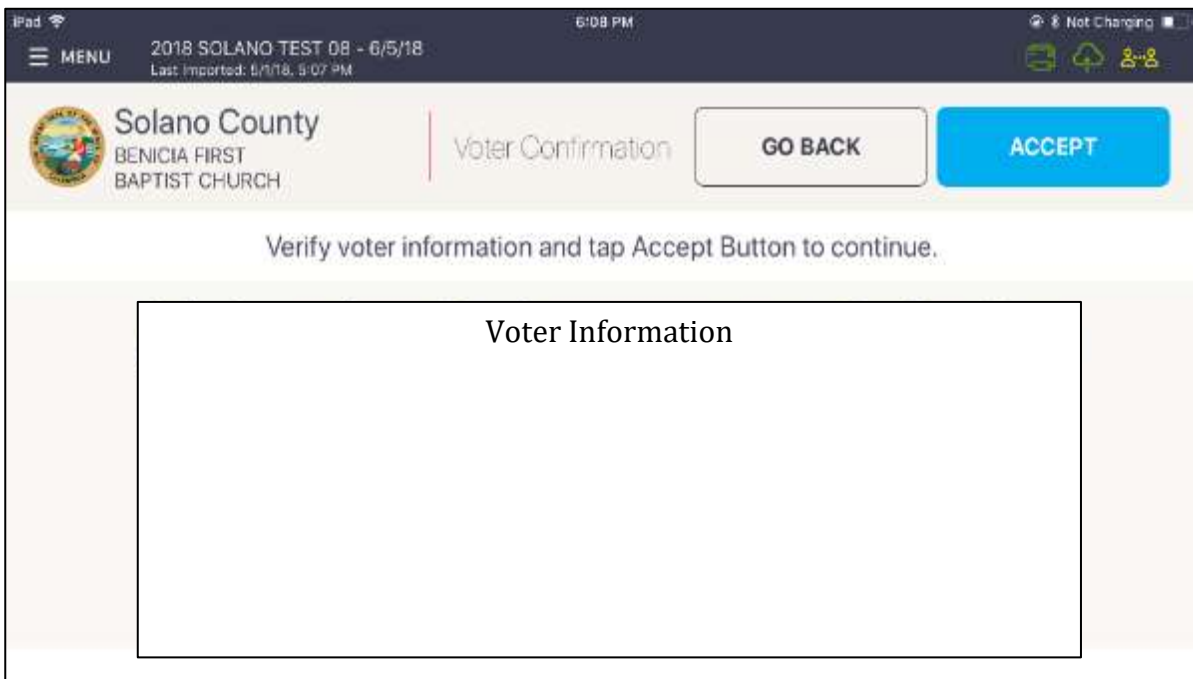 iPad
6:08 PM
Not Charging
MENU
2018 SOLANO TEST 08 - 6/5/18
Last Imported: 5/1/18, 5:07 PM
Solano County
BENICIA FIRST
BAPTIST CHURCH
Voter Confirmation
GO BACK
ACCEPT
Verify voter information and tap Accept Button to continue.
Voter Information